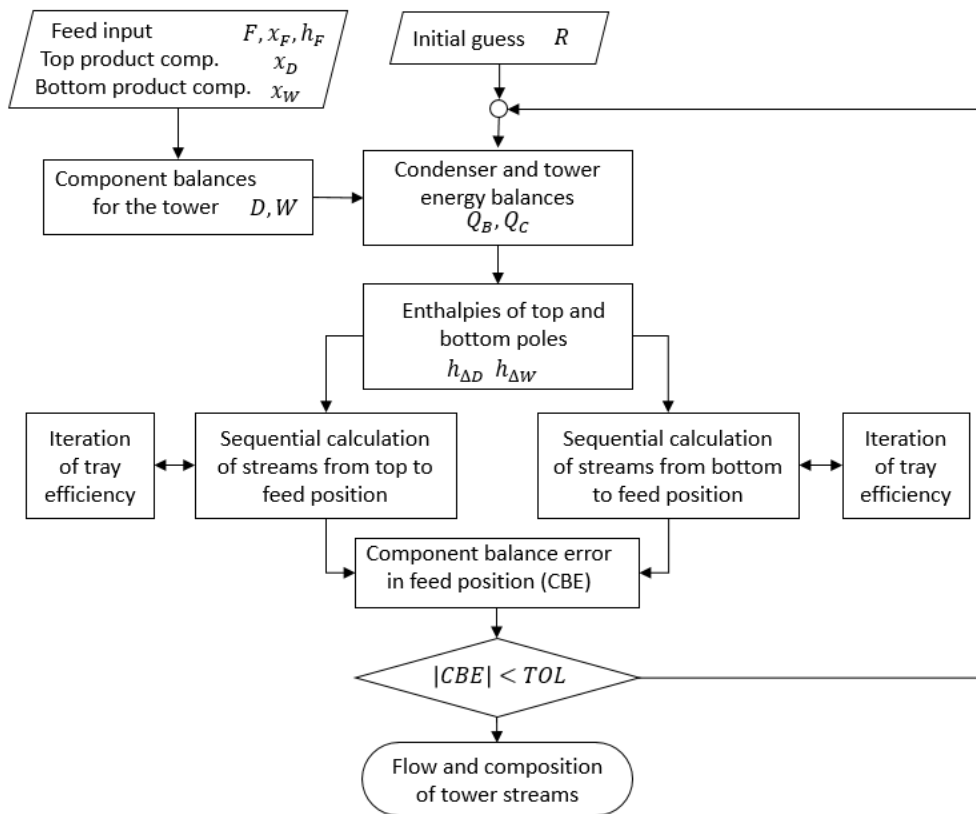 Feed input F, x_F, h_F
Top product comp. x_D
Bottom product comp. x_W
Initial guess R
Component balances
for the tower D, W
Condenser and tower
energy balances
Q_B, Q_C
Enthalpies of top and
bottom poles
h_ΔD h_ΔW
Iteration
of tray
efficiency
Sequential calculation
of streams from top to
feed position
Sequential calculation
of streams from bottom
to feed position
Iteration
of tray
efficiency
Component balance error
in feed position (CBE)
|CBE| < TOL
Flow and composition
of tower streams